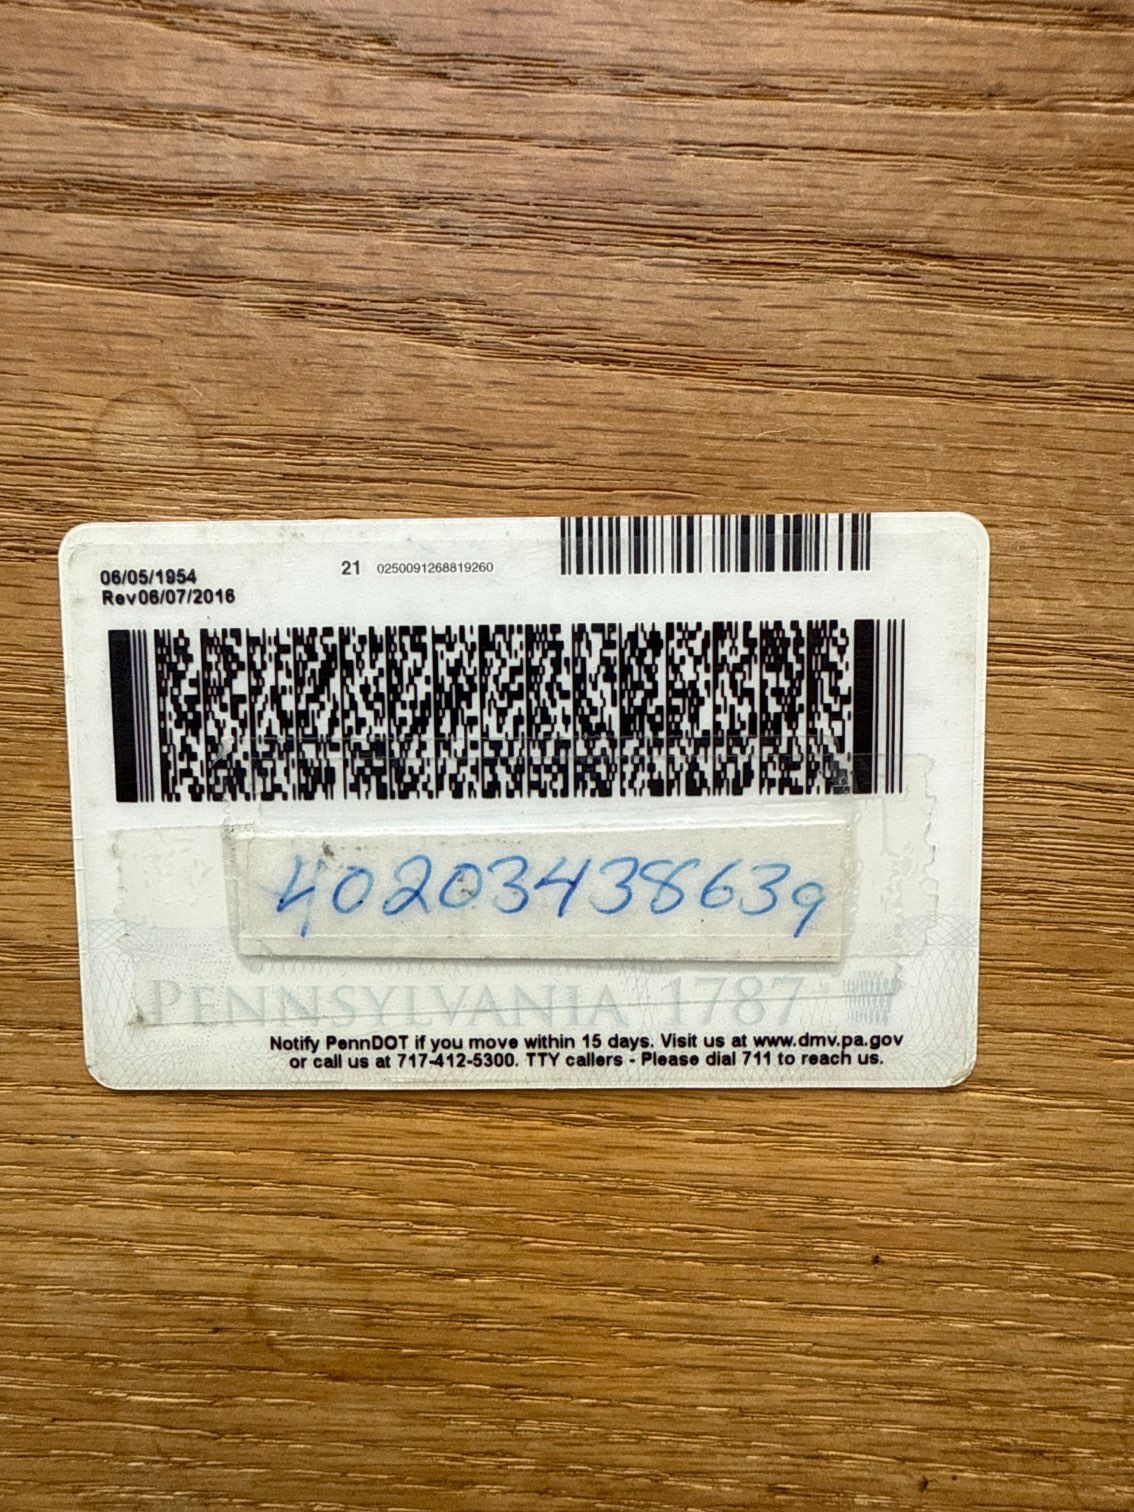 06/05/1954
Rev06/07/2016
21 0250091268819260
40203438639
PENNSYLVANIA 1787
Notify PennDOT if you move within 15 days. Visit us at www.dmv.pa.gov
or call us at 717-412-5300. TTY callers - Please dial 711 to reach us.